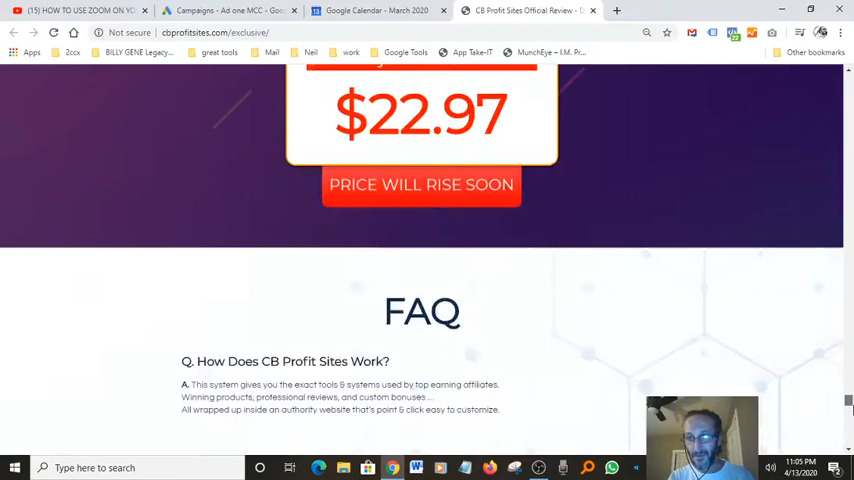 (15) HOW TO USE ZOOM ON YO
Campaigns - Ad one MCC - Goo
Google Calendar - March 2020
CB Profit Sites Official Review - D
Not secure | cbprofitsites.com/exclusive/
Apps
2ccx
BILLY GENE Legacy...
great tools
Mail
Neil
work
Google Tools
App Take-IT
MunchEye – I.M. Pr...
Other bookmarks
$22.97
PRICE WILL RISE SOON
FAQ
Q. How Does CB Profit Sites Work?
A. This system gives you the exact tools & systems used by top earning affiliates.
Winning products, professional reviews, and custom bonuses ...
All wrapped up inside an authority website that's point & click easy to customize.
Type here to search
11:05 PM
4/13/2020